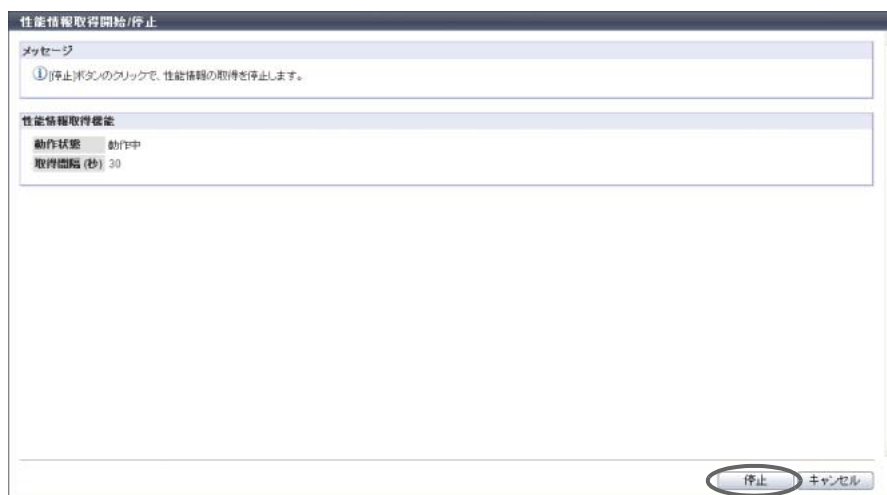 性能情報取得開始/停止
メッセージ
[停止]ボタンのクリックで、性能情報の取得を停止します。
性能情報取得機能
動作状態 動作中
取得間隔 (秒) 30
停止 キャンセル